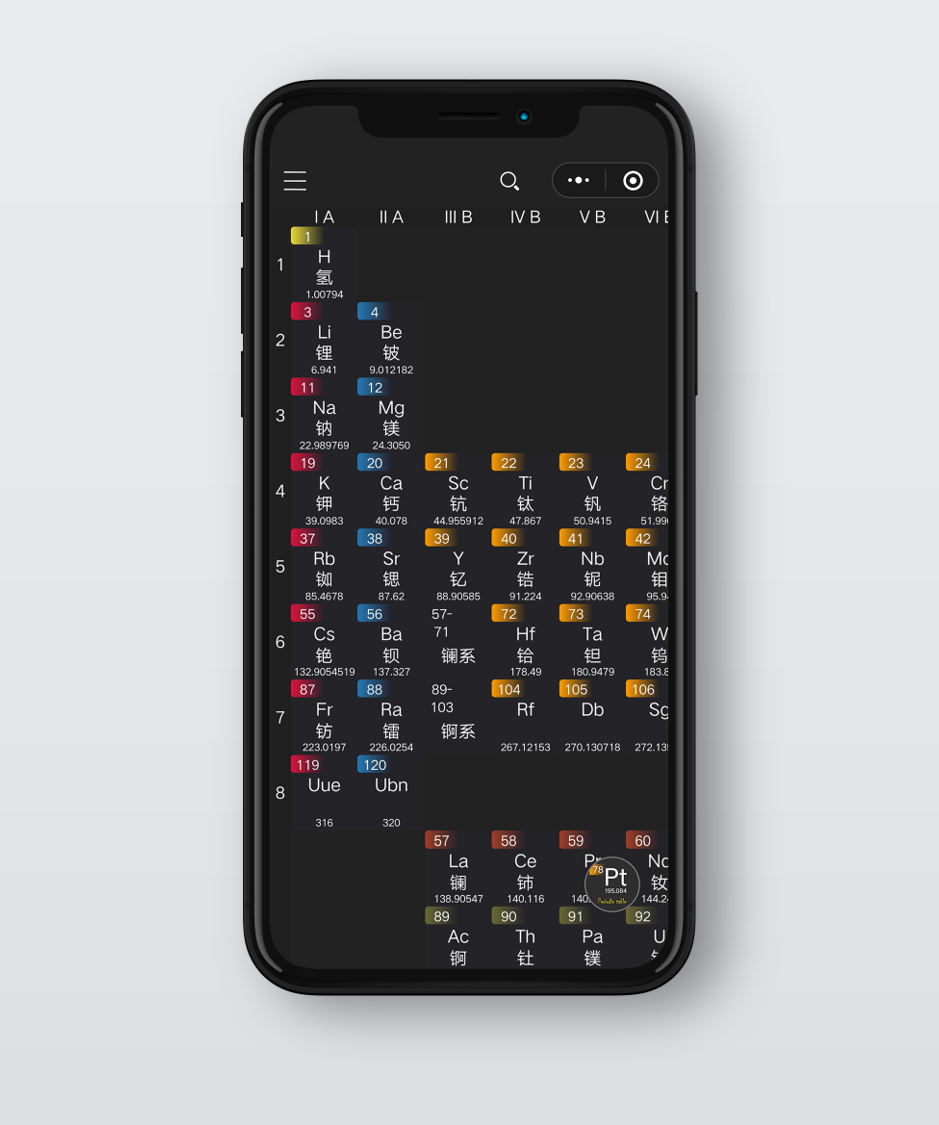 I A II A III B IV B V B VI B
1
H
1 氢
1.00794
3 4
Li Be
2 锂 铍
6.941 9.012182
11 12
Na Mg
3 钠 镁
22.989769 24.3050
19 20 21 22 23 24
K Ca Sc Ti V Cr
4 钾 钙 钪 钛 钒 铬
39.0983 40.078 44.955912 47.867 50.9415 51.99
37 38 39 40 41 42
Rb Sr Y Zr Nb Mo
5 铷 锶 钇 锆 铌 钼
85.4678 87.62 88.90585 91.224 92.90638 95.9
55 56 57- 72 73 74
71
Cs Ba Hf Ta W
6 铯 钡 镧系 铪 钽 钨
132.9054519 137.327 178.49 180.9479 183.8
87 88 89- 104 105 106
103
Fr Ra Rf Db Sg
7 钫 镭 锕系
223.0197 226.0254 267.12153 270.130718 272.13
119 120
Uue Ubn
8
316 320
57 58 59 60
La Ce Pr Nd
镧 铈 钕
138.90547 140.116 140. 144.2
78
Pt
195.084
Periodic table
89 90 91 92
Ac Th Pa U
锕 钍 镤